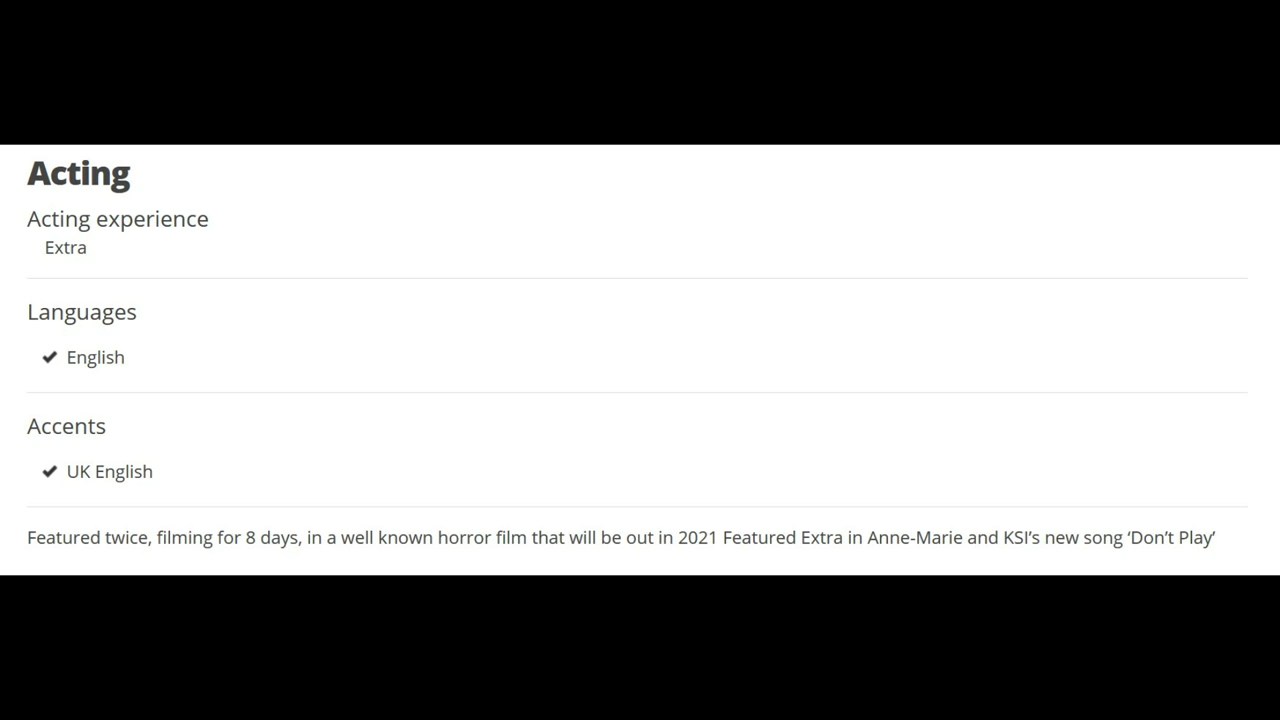 Acting
Acting experience
Extra
Languages
English
Accents
UK English
Featured twice, filming for 8 days, in a well known horror film that will be out in 2021 Featured Extra in Anne-Marie and KSI’s new song ‘Don’t Play’